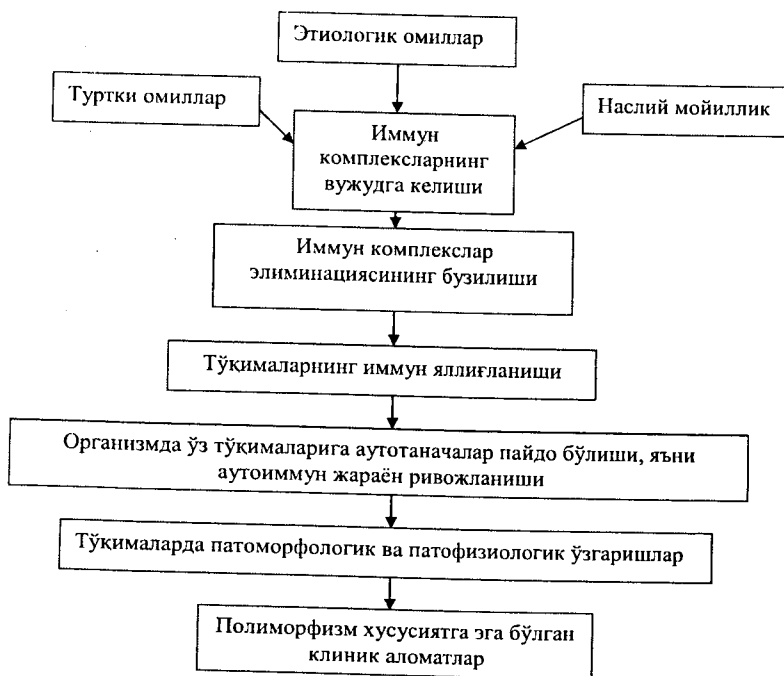 Этиологик омиллар
Туртки омиллар
Наслий мойиллик
Иммун
комплексларнинг
вужудга келиши
Иммун комплекслар
элиминациясининг бузилиши
Тўқималарнинг иммун яллиғланиши
Организмда ўз тўқималарига аутотаначалар пайдо бўлиши, яъни
аутоиммун жараён ривожланиши
Тўқималарда патоморфологик ва патофизиологик ўзгаришлар
Полиморфизм хусусиятга эга бўлган
клиник аломатлар